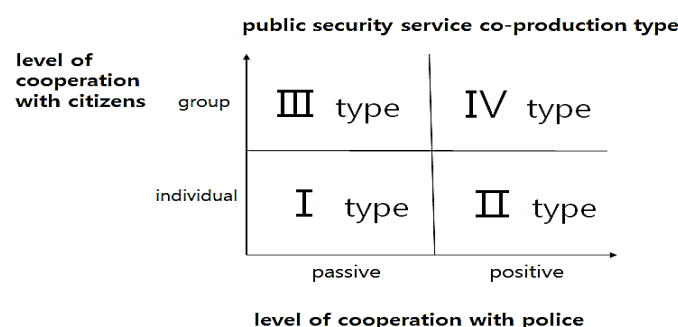 public security service co-production type
level of
cooperation
with citizens
group
Ⅲ type
Ⅳ type
individual
Ⅰ type
Ⅱ type
passive
positive
level of cooperation with police